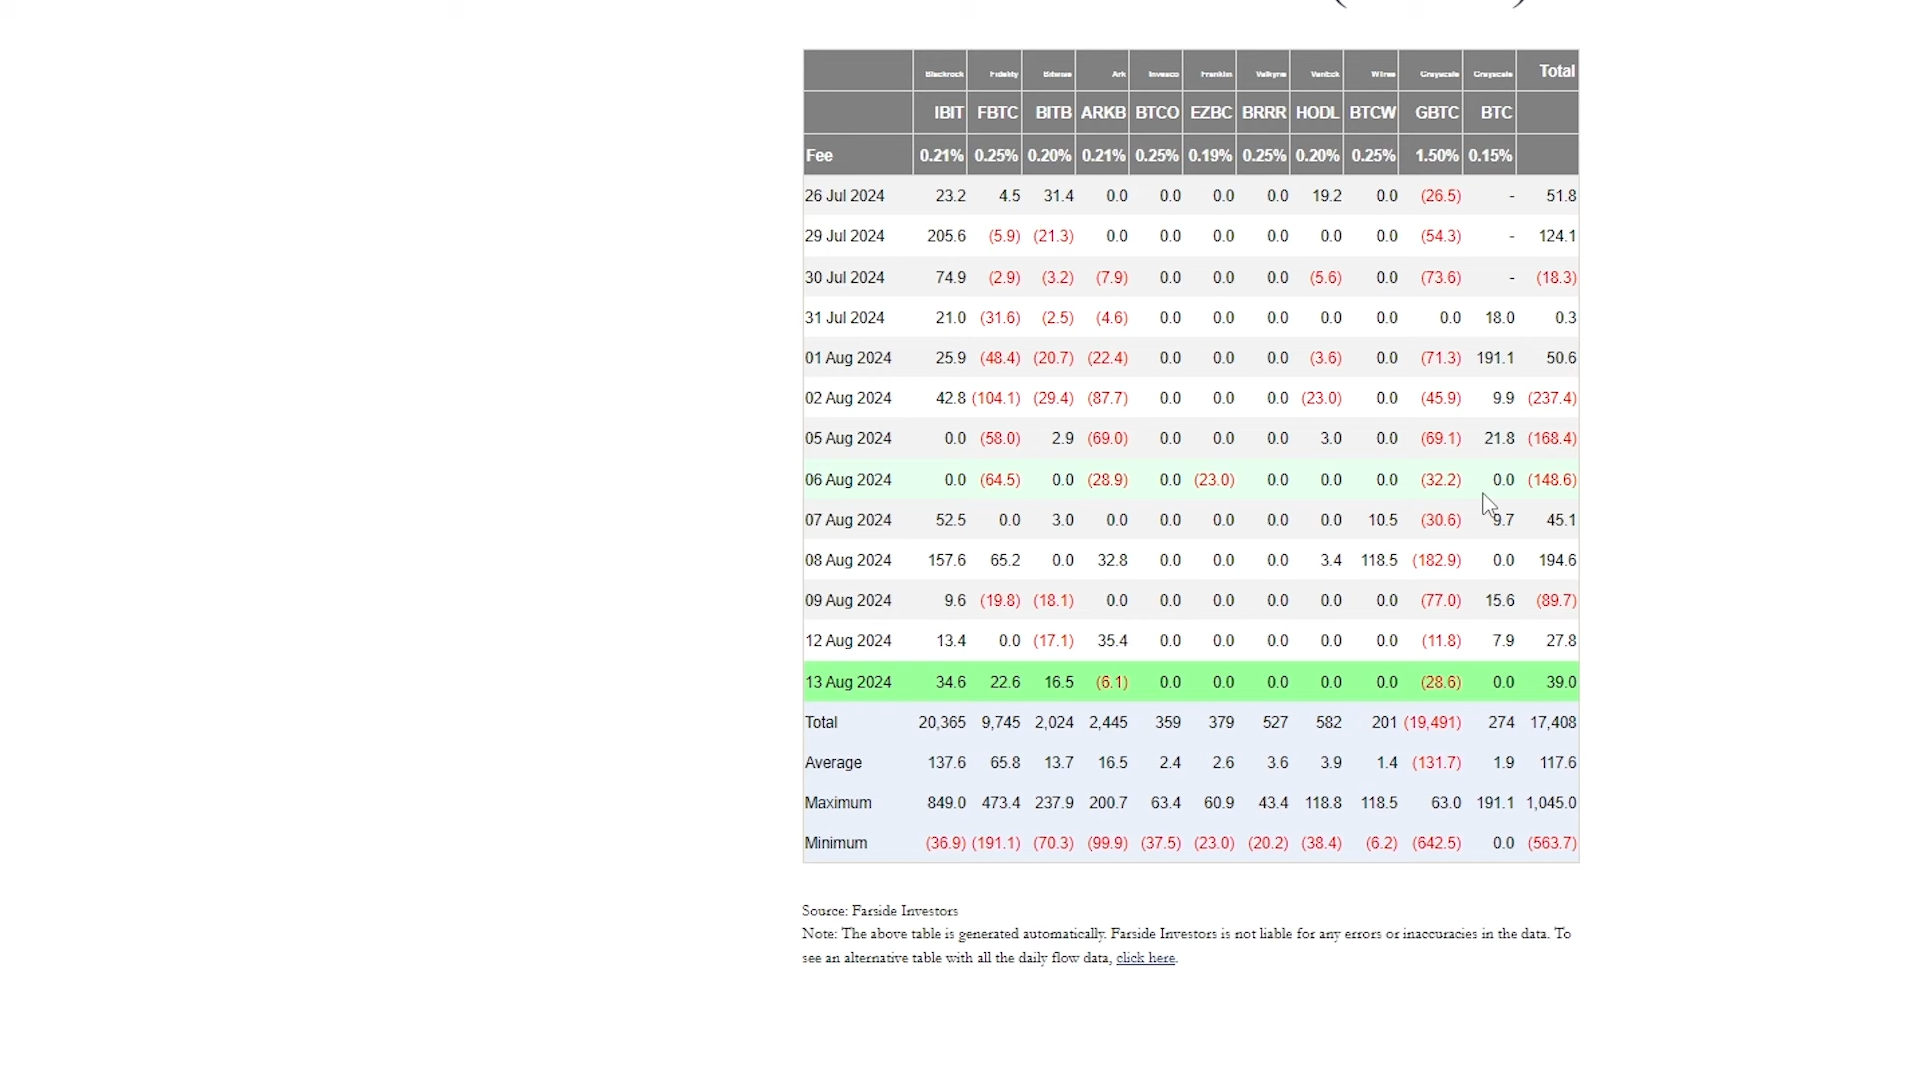 Blackrock Fidelity Bitwise Ark Invesco Franklin Valkyrie VanEck WTree Grayscale Grayscale Total
IBIT FBTC BITB ARKB BTCO EZBC BRRR HODL BTCW GBTC BTC
Fee 0.21% 0.25% 0.20% 0.21% 0.25% 0.19% 0.25% 0.20% 0.25% 1.50% 0.15%
26 Jul 2024 23.2 4.5 31.4 0.0 0.0 0.0 0.0 19.2 0.0 (26.5) - 51.8
29 Jul 2024 205.6 (5.9) (21.3) 0.0 0.0 0.0 0.0 0.0 0.0 (54.3) - 124.1
30 Jul 2024 74.9 (2.9) (3.2) (7.9) 0.0 0.0 0.0 (5.6) 0.0 (73.6) - (18.3)
31 Jul 2024 21.0 (31.6) (2.5) (4.6) 0.0 0.0 0.0 0.0 0.0 0.0 18.0 0.3
01 Aug 2024 25.9 (48.4) (20.7) (22.4) 0.0 0.0 0.0 (3.6) 0.0 (71.3) 191.1 50.6
02 Aug 2024 42.8 (104.1) (29.4) (87.7) 0.0 0.0 0.0 (23.0) 0.0 (45.9) 9.9 (237.4)
05 Aug 2024 0.0 (58.0) 2.9 (69.0) 0.0 0.0 0.0 3.0 0.0 (69.1) 21.8 (168.4)
06 Aug 2024 0.0 (64.5) 0.0 (28.9) 0.0 (23.0) 0.0 0.0 0.0 (32.2) 0.0 (148.6)
07 Aug 2024 52.5 0.0 3.0 0.0 0.0 0.0 0.0 0.0 10.5 (30.6) 9.7 45.1
08 Aug 2024 157.6 65.2 0.0 32.8 0.0 0.0 0.0 3.4 118.5 (182.9) 0.0 194.6
09 Aug 2024 9.6 (19.8) (18.1) 0.0 0.0 0.0 0.0 0.0 0.0 (77.0) 15.6 (89.7)
12 Aug 2024 13.4 0.0 (17.1) 35.4 0.0 0.0 0.0 0.0 0.0 (11.8) 7.9 27.8
13 Aug 2024 34.6 22.6 16.5 (6.1) 0.0 0.0 0.0 0.0 0.0 (28.6) 0.0 39.0
Total 20,365 9,745 2,024 2,445 359 379 527 582 201 (19,491) 274 17,408
Average 137.6 65.8 13.7 16.5 2.4 2.6 3.6 3.9 1.4 (131.7) 1.9 117.6
Maximum 849.0 473.4 237.9 200.7 63.4 60.9 43.4 118.8 118.5 63.0 191.1 1,045.0
Minimum (36.9) (191.1) (70.3) (99.9) (37.5) (23.0) (20.2) (38.4) (6.2) (642.5) 0.0 (563.7)
Source: Farside Investors
Note: The above table is generated automatically. Farside Investors is not liable for any errors or inaccuracies in the data. To
see an alternative table with all the daily flow data, click here.